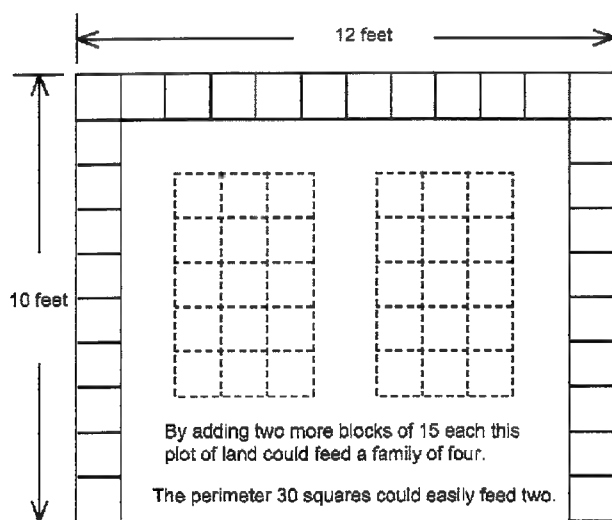 12 feet
10 feet
By adding two more blocks of 15 each this
plot of land could feed a family of four.
The perimeter 30 squares could easily feed two.